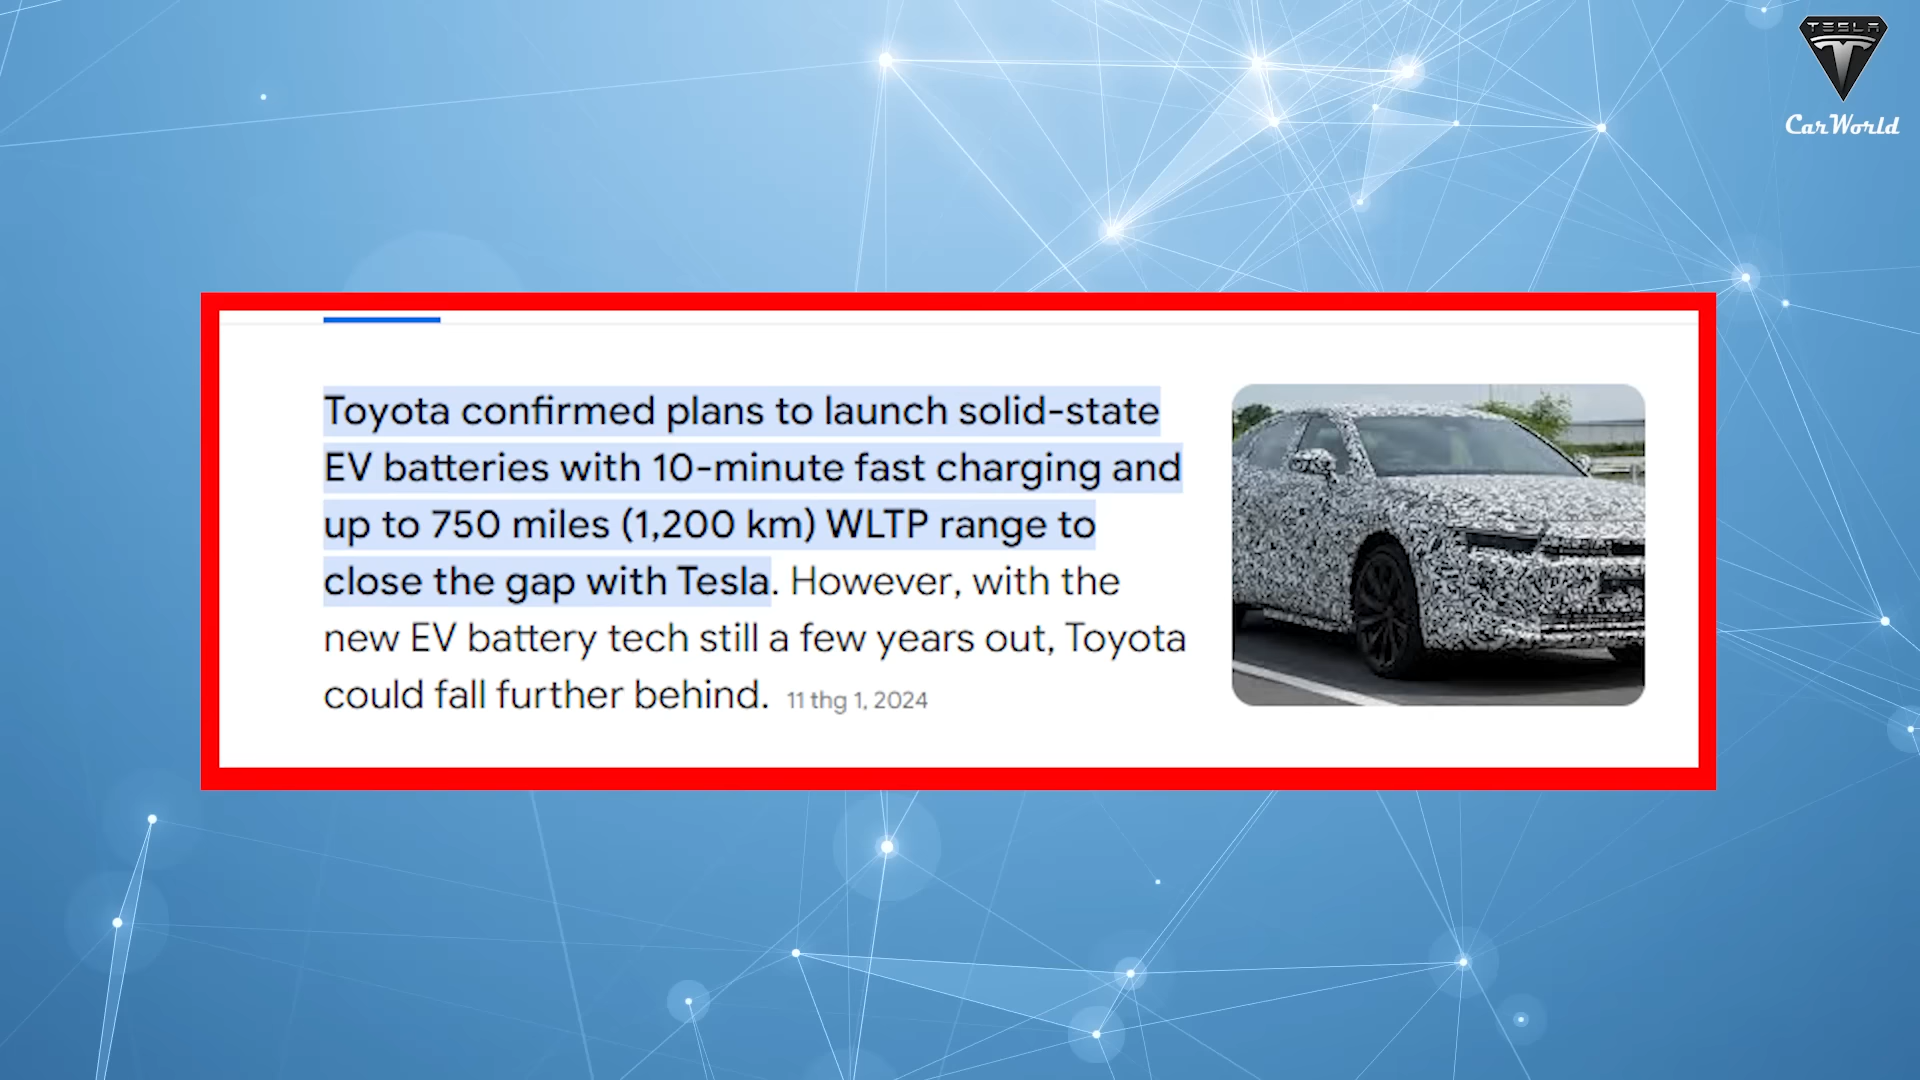 TESLA
CarWorld
Toyota confirmed plans to launch solid-state
EV batteries with 10-minute fast charging and
up to 750 miles (1,200 km) WLTP range to
close the gap with Tesla. However, with the
new EV battery tech still a few years out, Toyota
could fall further behind. 11 thg 1, 2024